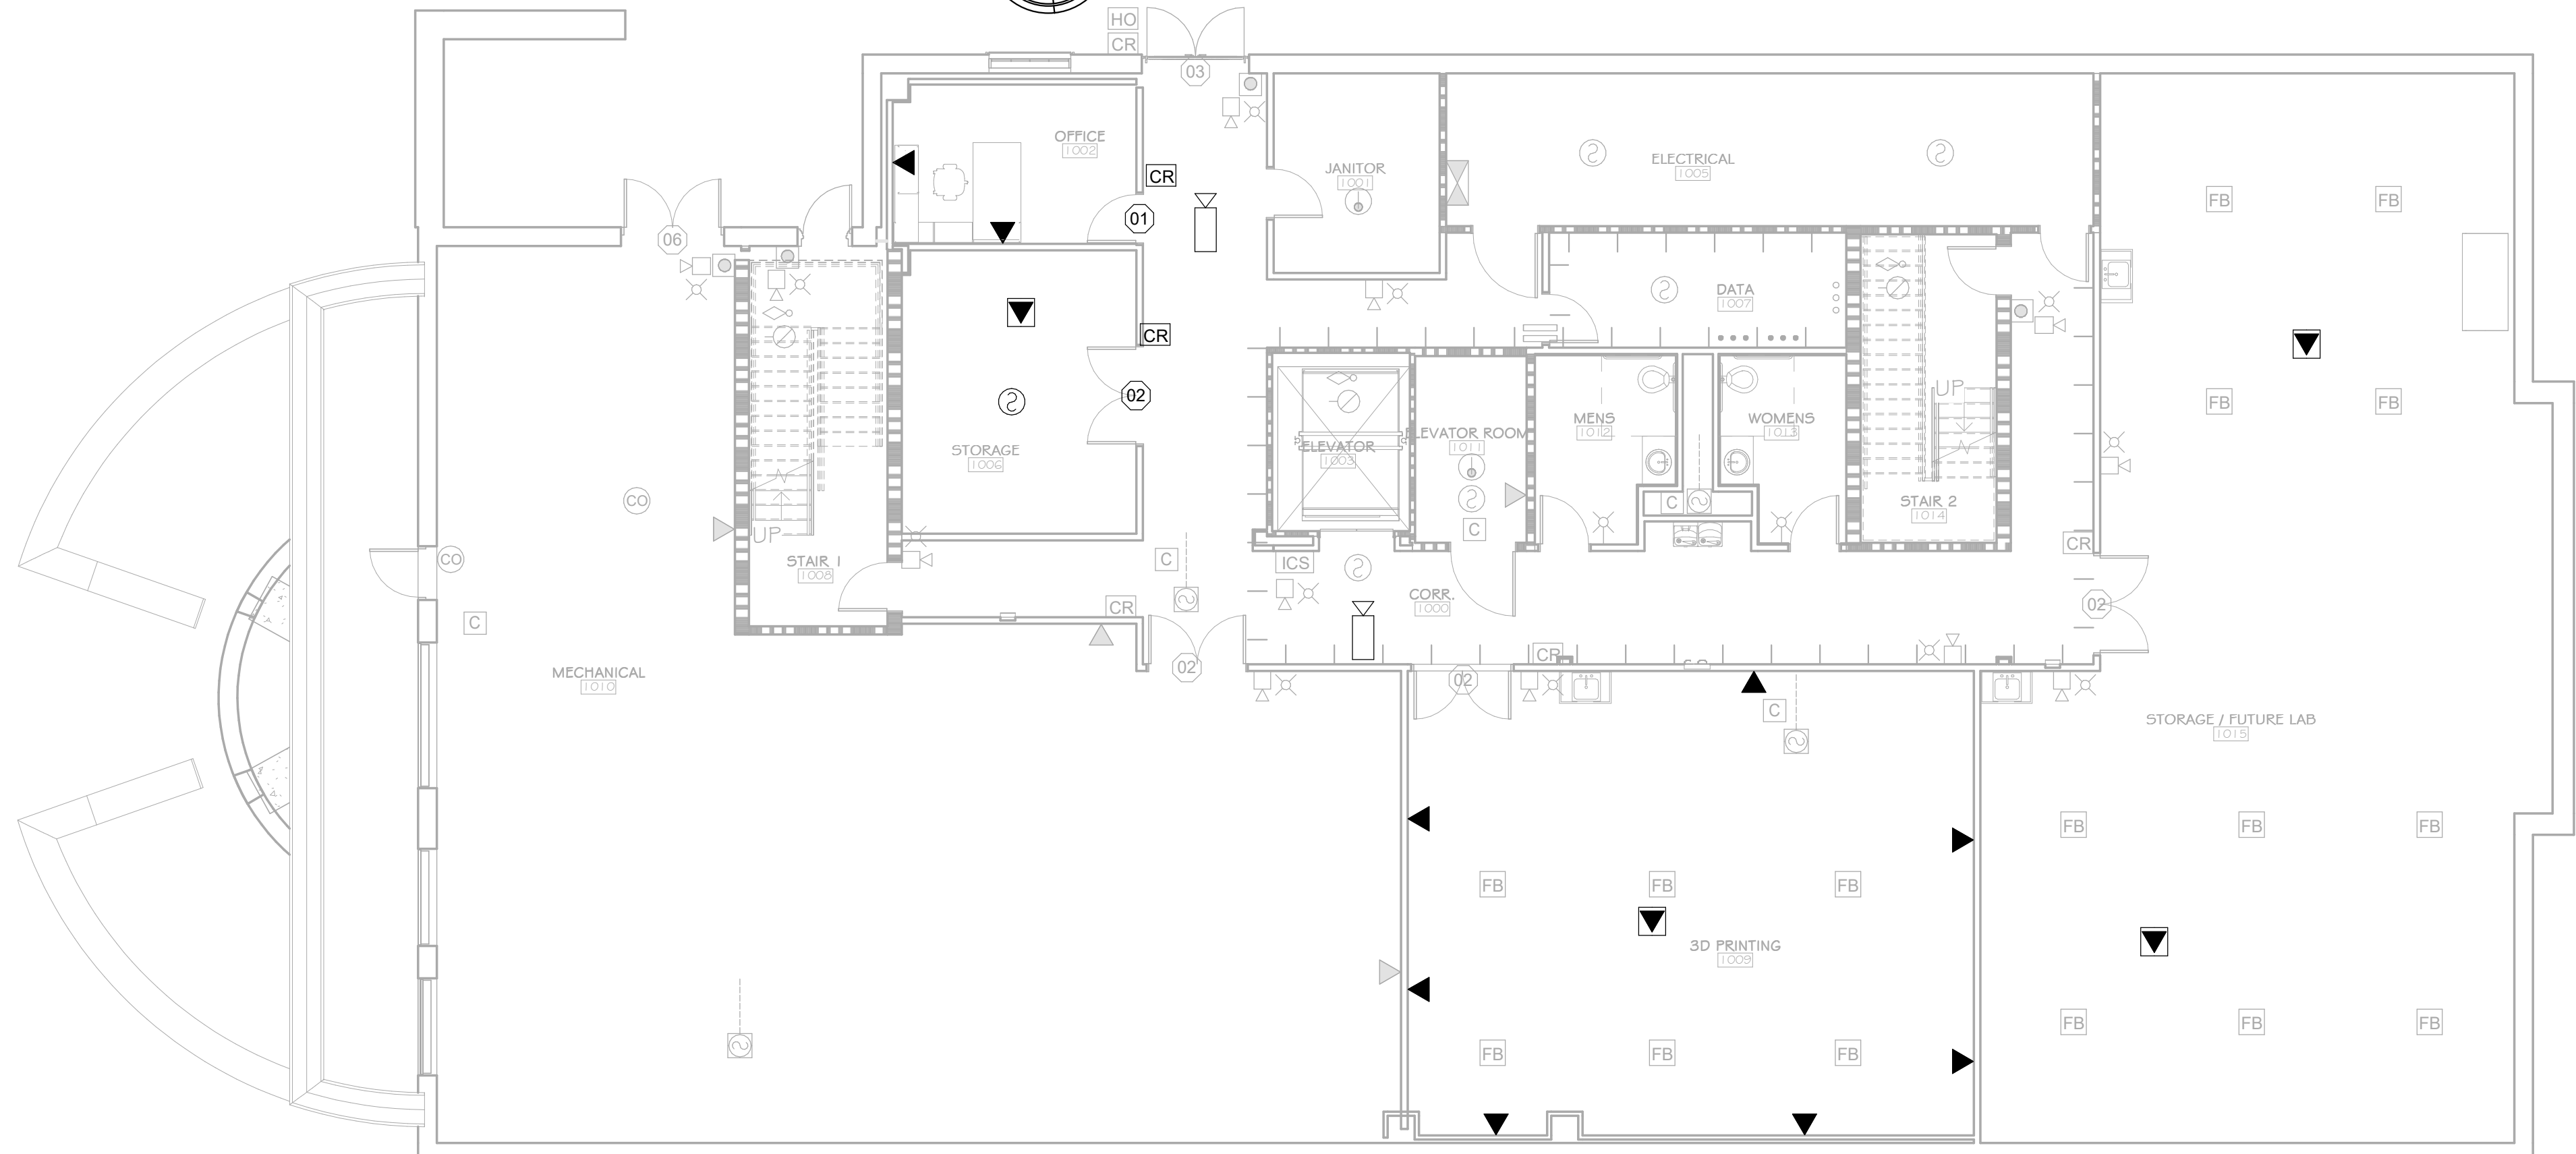 HO
CR
03
OFFICE
1002
CR
01
06
JANITOR
1001
ELECTRICAL
1005
FB
FB
DATA
1007
CR
02
STORAGE
1006
UP
STAIR 1
1008
ELEVATOR
1003
ELEVATOR ROOM
1011
C
MENS
1012
WOMENS
1013
C
UP
STAIR 2
1014
FB
FB
CO
CO
C
MECHANICAL
1010
C
CR
02
ICS
CORR.
1000
CR
02
CR
02
C
STORAGE / FUTURE LAB
1015
FB
FB
FB
3D PRINTING
1009
FB
FB
FB
FB
FB
FB
FB
FB
FB